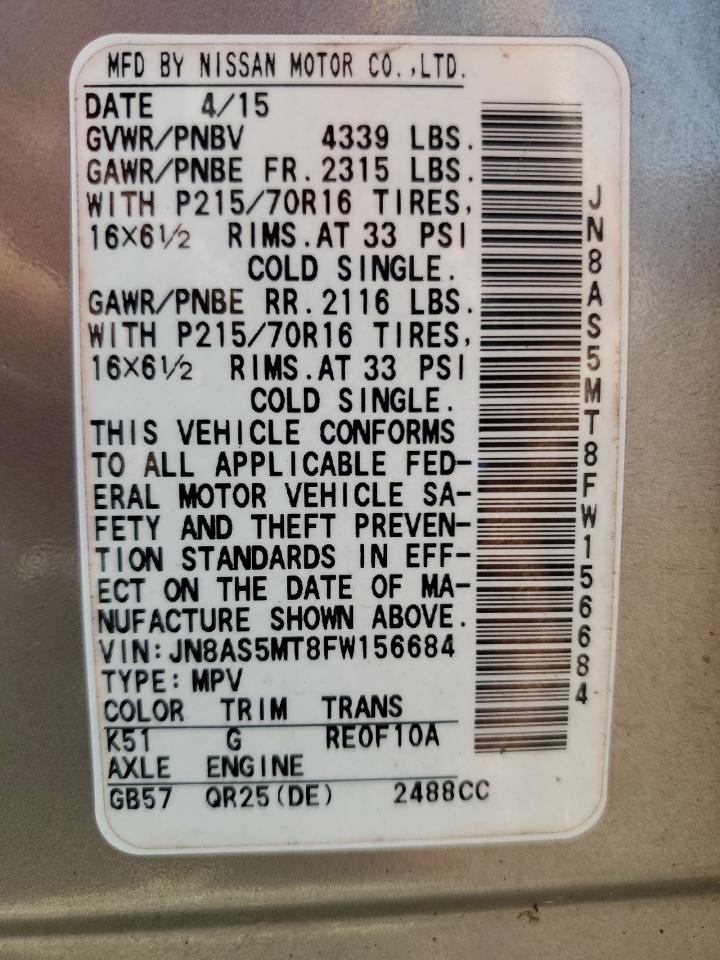 MFD BY NISSAN MOTOR CO.,LTD.
DATE 4/15
GVWR/PNBV 4339 LBS.
GAWR/PNBE FR. 2315 LBS.
WITH P215/70R16 TIRES,
16×6½ RIMS.AT 33 PSI
COLD SINGLE.
GAWR/PNBE RR. 2116 LBS.
WITH P215/70R16 TIRES,
16×6½ RIMS.AT 33 PSI
COLD SINGLE.
THIS VEHICLE CONFORMS
TO ALL APPLICABLE FED-
ERAL MOTOR VEHICLE SA-
FETY AND THEFT PREVEN-
TION STANDARDS IN EFF-
ECT ON THE DATE OF MA-
NUFACTURE SHOWN ABOVE.
VIN:JN8AS5MT8FW156684
TYPE:MPV
COLOR TRIM TRANS
K51 G RE0F10A
AXLE ENGINE
GB57 QR25(DE) 2488CC
JN8AS5MT8FW156684